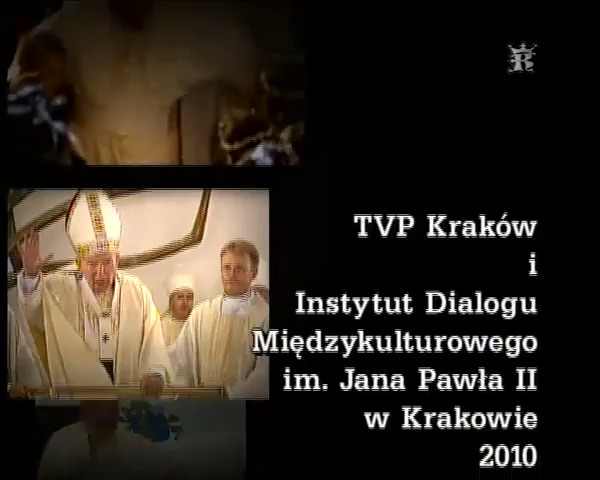 R
TVP Kraków
i
Instytut Dialogu
Międzykulturowego
im. Jana Pawła II
w Krakowie
2010